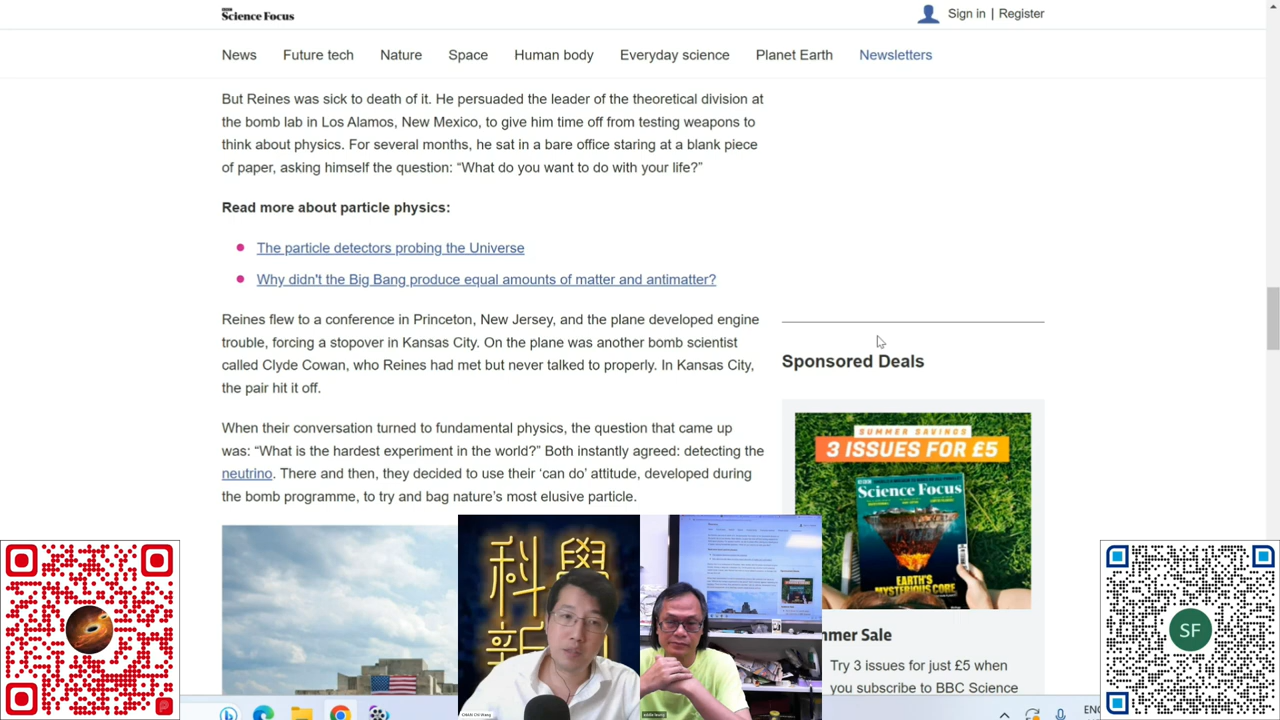 BBC
Science Focus
Sign in | Register
News Future tech Nature Space Human body Everyday science Planet Earth Newsletters
But Reines was sick to death of it. He persuaded the leader of the theoretical division at
the bomb lab in Los Alamos, New Mexico, to give him time off from testing weapons to
think about physics. For several months, he sat in a bare office staring at a blank piece
of paper, asking himself the question: “What do you want to do with your life?”
Read more about particle physics:
The particle detectors probing the Universe
Why didn't the Big Bang produce equal amounts of matter and antimatter?
Reines flew to a conference in Princeton, New Jersey, and the plane developed engine
trouble, forcing a stopover in Kansas City. On the plane was another bomb scientist
called Clyde Cowan, who Reines had met but never talked to properly. In Kansas City,
the pair hit it off.
When their conversation turned to fundamental physics, the question that came up
was: “What is the hardest experiment in the world?” Both instantly agreed: detecting the
neutrino. There and then, they decided to use their ‘can do’ attitude, developed during
the bomb programme, to try and bag nature’s most elusive particle.
Sponsored Deals
SUMMER SAVINGS
3 ISSUES FOR £5
Science Focus
EARTH'S
MYSTERIOUS CORE
mmer Sale
Try 3 issues for just £5 when
you subscribe to BBC Science
SF
ENG